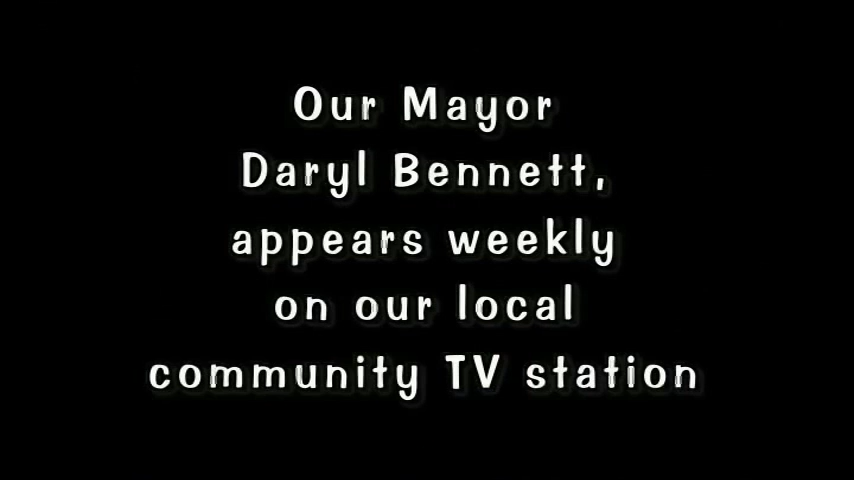 Our Mayor
Daryl Bennett,
appears weekly
on our local
community TV station